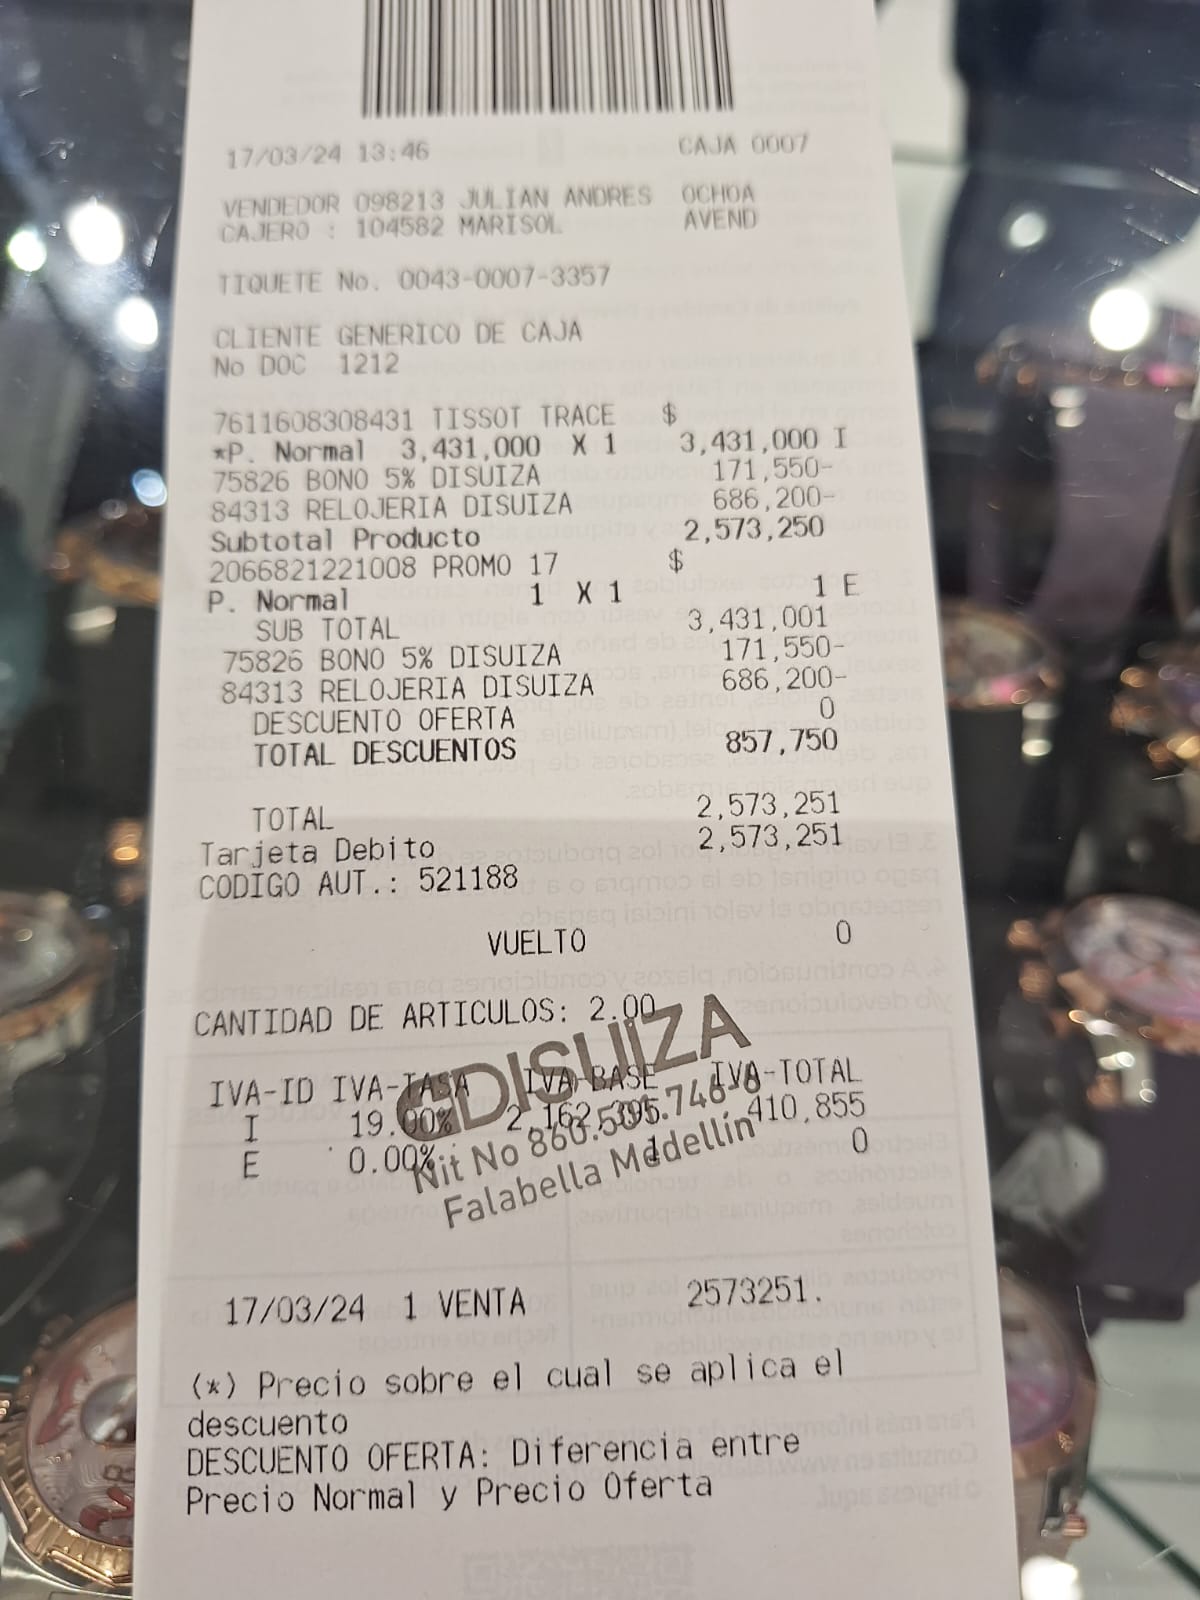 17/03/24 13:46 CAJA 0007
VENDEDOR 098213 JULIAN ANDRES OCHOA
CAJERO : 104582 MARISOL AVEND
TIQUETE No. 0043-0007-3357
CLIENTE GENERICO DE CAJA
No DOC 1212
7611608308431 TISSOT TRACE $
*P. Normal 3,431,000 X 1 3,431,000 I
75826 BONO 5% DISUIZA 171,550-
84313 RELOJERIA DISUIZA 686,200-
Subtotal Producto 2,573,250
2066821221008 PROMO 17 $
P. Normal 1 X 1 1 E
SUB TOTAL 3,431,001
75826 BONO 5% DISUIZA 171,550-
84313 RELOJERIA DISUIZA 686,200-
DESCUENTO OFERTA 0
TOTAL DESCUENTOS 857,750
TOTAL 2,573,251
Tarjeta Debito 2,573,251
CODIGO AUT.: 521188
VUELTO 0
CANTIDAD DE ARTICULOS: 2.00
IVA-ID IVA-TASA IVA-BASE IVA-TOTAL
I 19.00% 2,162,395 410,855
E 0.00% 1 0
DISUIZA
Nit No 860.501.746-8
Falabella Medellín
17/03/24 1 VENTA 2573251.
(*) Precio sobre el cual se aplica el
descuento
DESCUENTO OFERTA: Diferencia entre
Precio Normal y Precio Oferta